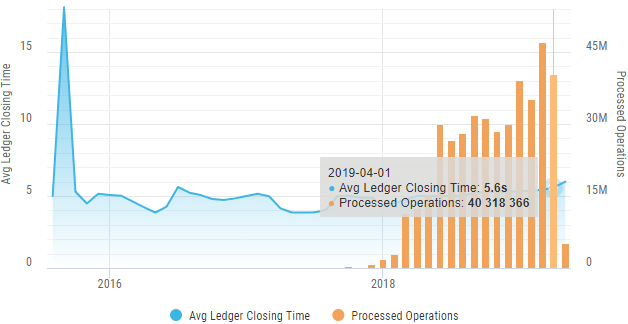 15
45M
10
30M
5
15M
0
0
Avg Ledger Closing Time
Processed Operations
2019-04-01
Avg Ledger Closing Time: 5.6s
Processed Operations: 40 318 366
2016
2018
Avg Ledger Closing Time
Processed Operations